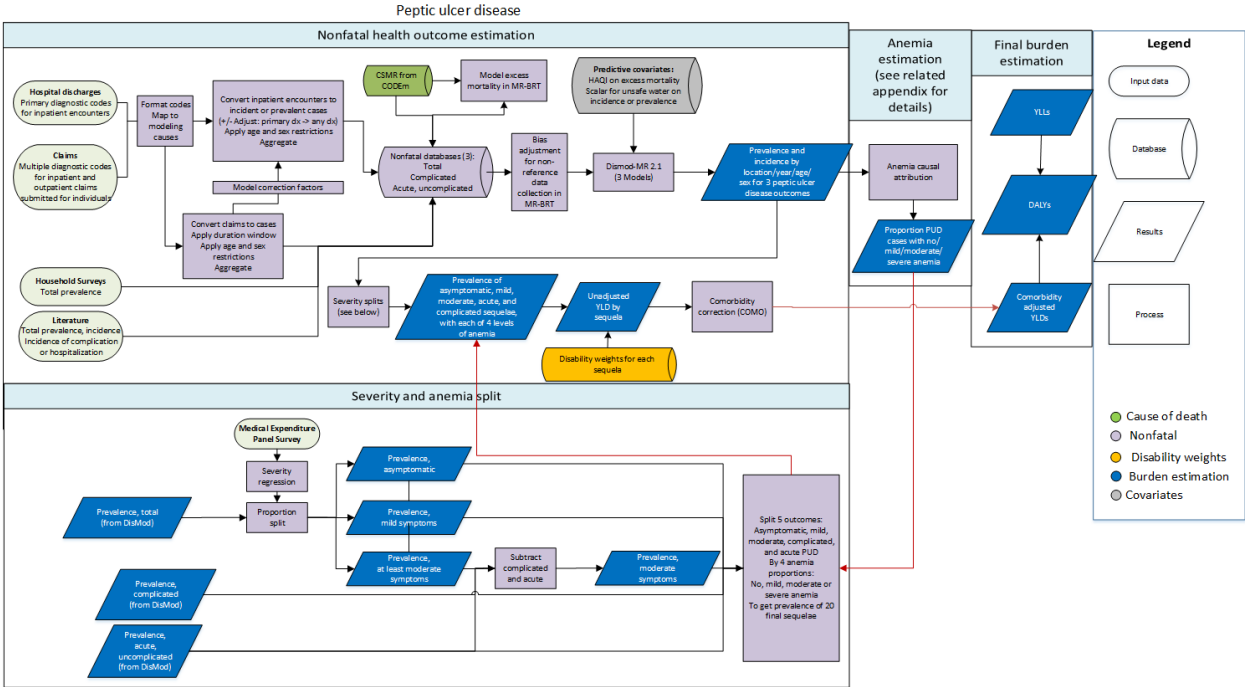 Peptic ulcer disease
Nonfatal health outcome estimation
Hospital discharges
Primary diagnostic codes
for inpatient encounters
Claims
Multiple diagnostic codes
for inpatient and
outpatient claims
submitted for individuals
Format codes
Map to
modeling
causes
Convert inpatient encounters to
incident or prevalent cases
(+/- Adjust: primary dx -> any dx)
Apply age and sex restrictions
Aggregate
Model correction factors
Convert claims to cases
Apply duration window
Apply age and sex
restrictions
Aggregate
Household Surveys
Total prevalence
Literature
Total prevalence, incidence
Incidence of complication
or hospitalization
CSMR from
CODEm
Model excess
mortality in MR-BRT
Nonfatal databases (3):
Total
Complicated
Acute, uncomplicated
Bias
adjustment for
non-
reference
data
collection in
MR-BRT
Predictive covariates:
HAQI on excess mortality
Scalar for unsafe water on
incidence or prevalence
Dismod-MR 2.1
(3 Models)
Prevalence and
incidence by
location/year/age/
sex for 3 pepticulcer
disease outcomes
Severity splits
(see below)
Prevalence of
asymptomatic, mild,
moderate, acute, and
complicated sequelae,
with each of 4 levels
of anemia
Unadjusted
YLD by
sequela
Disability weights for each
sequela
Comorbidity
correction (COMO)
Anemia
estimation
(see related
appendix for
details)
Anemia causal
attribution
Proportion PUD
cases with no/
mild/moderate/
severe anemia
Final burden
estimation
YLLs
DALYs
Comorbidity
adjusted
YLDs
Legend
Input data
Database
Results
Process
Cause of death
Nonfatal
Disability weights
Burden estimation
Covariates
Severity and anemia split
Medical Expenditure
Panel Survey
Severity
regression
Prevalence, total
(from DisMod)
Proportion
split
Prevalence,
asymptomatic
Prevalence,
mild symptoms
Prevalence,
at least moderate
symptoms
Subtract
complicated
and acute
Prevalence,
moderate
symptoms
Prevalence,
complicated
(from DisMod)
Prevalence,
acute,
uncomplicated
(from DisMod)
Split 5 outcomes:
Asymptomatic, mild,
moderate, complicated,
and acute PUD
By 4 anemia
proportions:
No, mild, moderate or
severe anemia
To get prevalence of 20
final sequelae